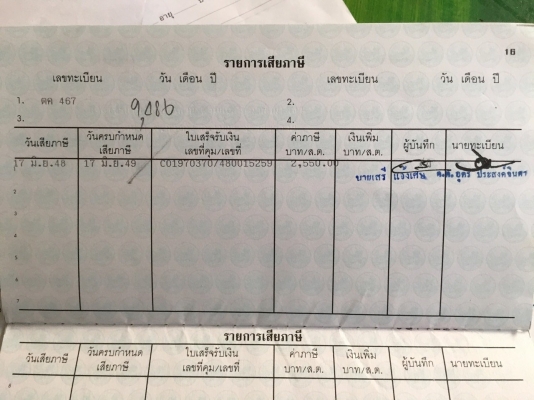 อายุ
16
รายการเสียภาษี
เลขทะเบียน วัน เดือน ปี เลขทะเบียน วัน เดือน ปี
1. ตค 467 2.
3. 9,086 4.
วันเสียภาษี วันครบกำหนด เสียภาษี ใบเสร็จรับเงิน เลขที่คุม/เลขที่ ค่าภาษี บาท/ส.ต. เงินเพิ่ม บาท/ส.ต. ผู้บันทึก นายทะเบียน
17 มิ.ย.48 17 มิ.ย.49 C01970370/480015259 2,550.00
นายเสรี
รายการเสียภาษี
วันเสียภาษี วันครบกำหนด เสียภาษี ใบเสร็จรับเงิน เลขที่คุม/เลขที่ ค่าภาษี บาท/ส.ต. เงินเพิ่ม บาท/ส.ต. ผู้บันทึก นายทะเบียน